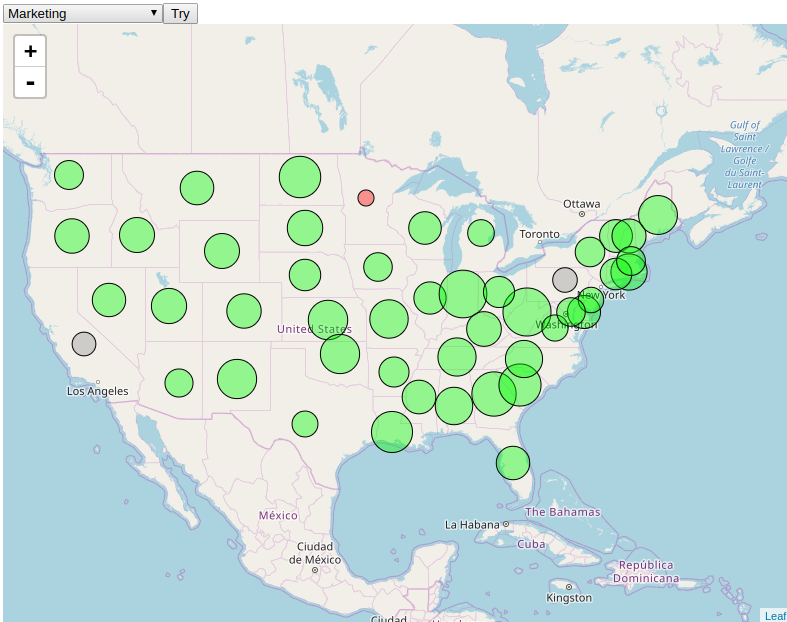 Marketing
Try
+
-
Gulf of
Saint
Lawrence /
Golfe
du Saint-
Laurent
Ottawa
Toronto
New York
Washington
United States
Los Angeles
México
Ciudad
de México
La Habana
The Bahamas
Cuba
República
Dominicana
Kingston
Ciudad
Leaf